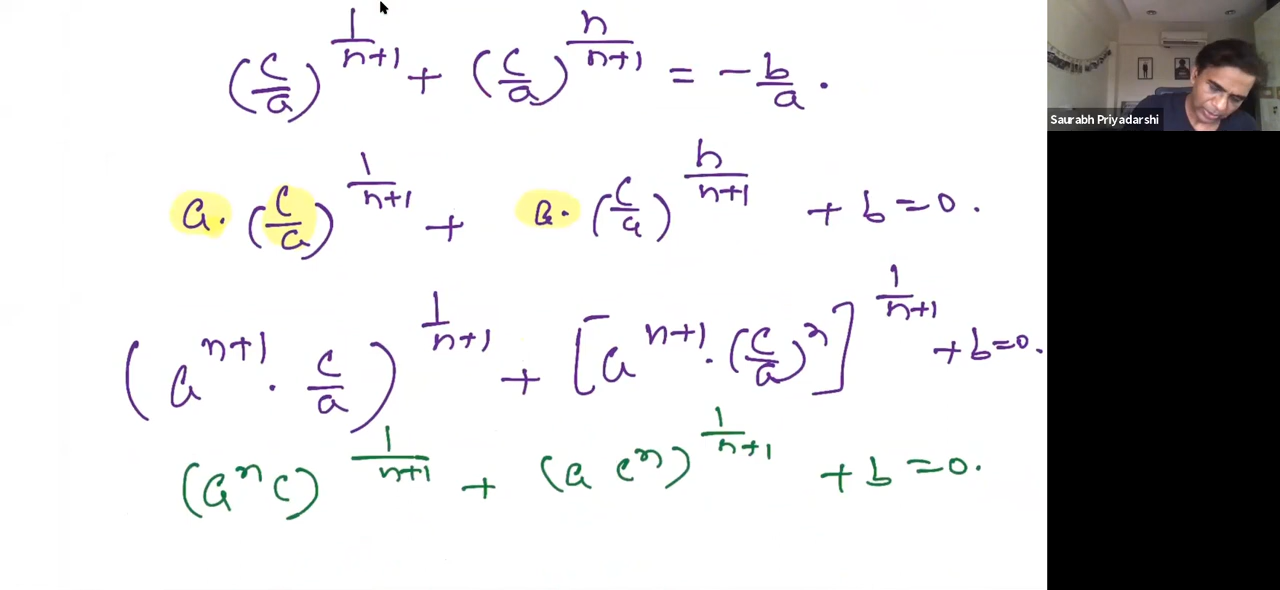 (c/a)^(1/(n+1)) + (c/a)^(n/(n+1)) = -b/a.
Saurabh Priyadarshi
a.(c/a)^(1/(n+1)) + a.(c/a)^(n/(n+1)) + b=0.
(a^(n+1).c/a)^(1/(n+1)) + [a^(n+1).(c/a)^n]^(1/(n+1)) + b=0.
(a^n c)^(1/(n+1)) + (a c^n)^(1/(n+1)) + b=0.